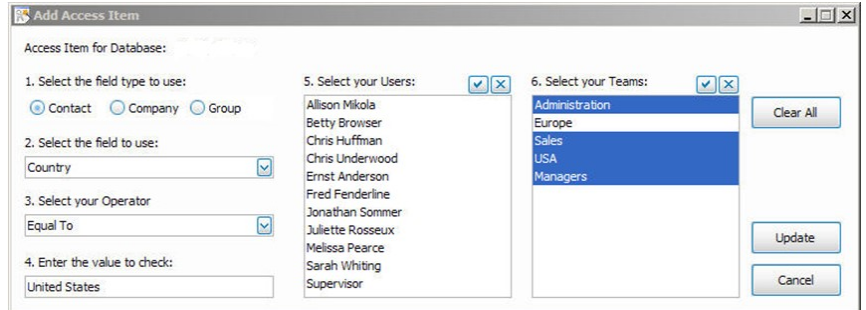 Add Access Item
Access Item for Database:
1. Select the field type to use:
Contact
Company
Group
2. Select the field to use:
Country
3. Select your Operator
Equal To
4. Enter the value to check:
United States
5. Select your Users:
Allison Mikola
Betty Browser
Chris Huffman
Chris Underwood
Ernst Anderson
Fred Fenderline
Jonathan Sommer
Juliette Rosseux
Melissa Pearce
Sarah Whiting
Supervisor
6. Select your Teams:
Administration
Europe
Sales
USA
Managers
Clear All
Update
Cancel